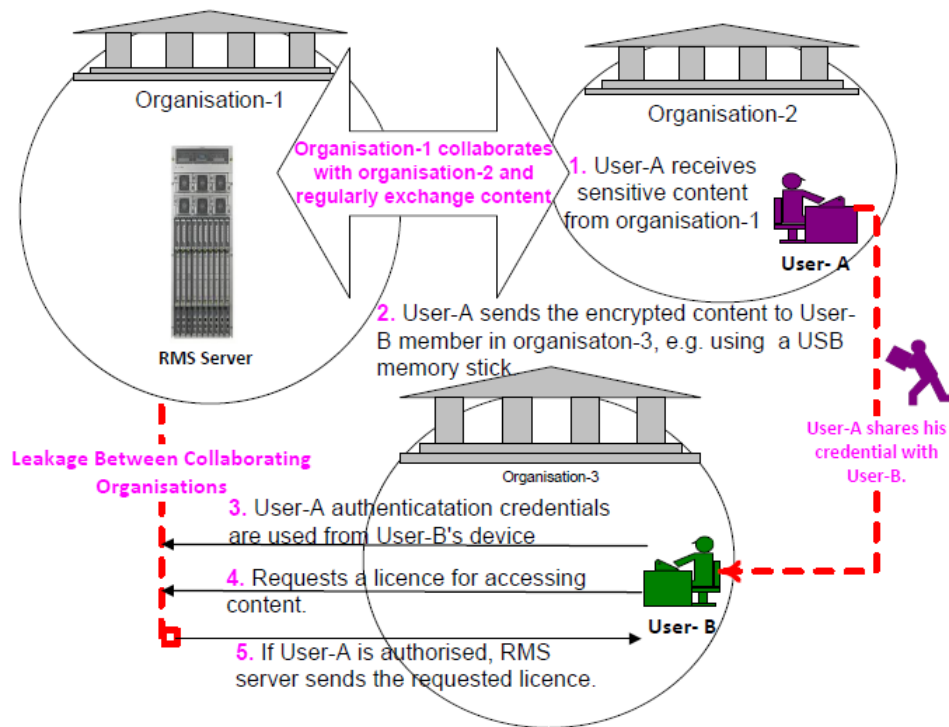 Organisation-1
RMS Server
Organisation-1 collaborates
with organisation-2 and
regularly exchange content
Organisation-2
1. User-A receives
sensitive content
from organisation-1
User- A
2. User-A sends the encrypted content to User-
B member in organisaton-3, e.g. using a USB
memory stick
User-A shares his
credential with
User-B.
Leakage Between Collaborating
Organisations
Organisation-3
3. User-A authenticatation credentials
are used from User-B's device
4. Requests a licence for accessing
content.
User- B
5. If User-A is authorised, RMS
server sends the requested licence.